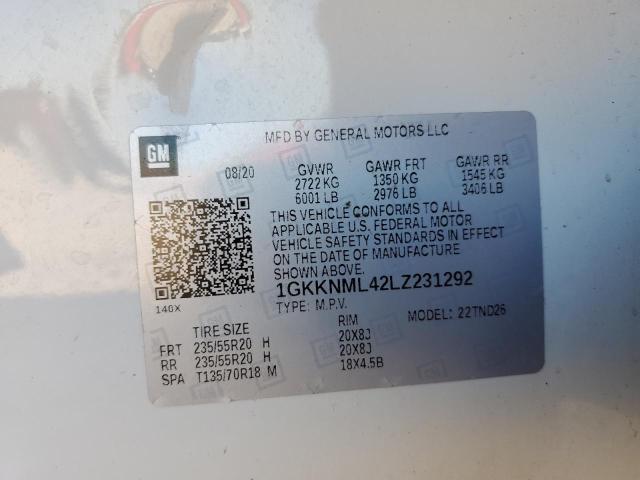 MFD BY GENERAL MOTORS LLC
GM
08/20 GVWR GAWR FRT GAWR RR
2722 KG 1350 KG 1545 KG
6001 LB 2976 LB 3406 LB
THIS VEHICLE CONFORMS TO ALL
APPLICABLE U.S. FEDERAL MOTOR
VEHICLE SAFETY STANDARDS IN EFFECT
ON THE DATE OF MANUFACTURE
SHOWN ABOVE.
140X
1GKKNML42LZ231292
TYPE: M.P.V. MODEL: 22TND26
TIRE SIZE RIM
FRT 235/55R20 H 20X8J
RR 235/55R20 H 20X8J
SPA T135/70R18 M 18X4.5B